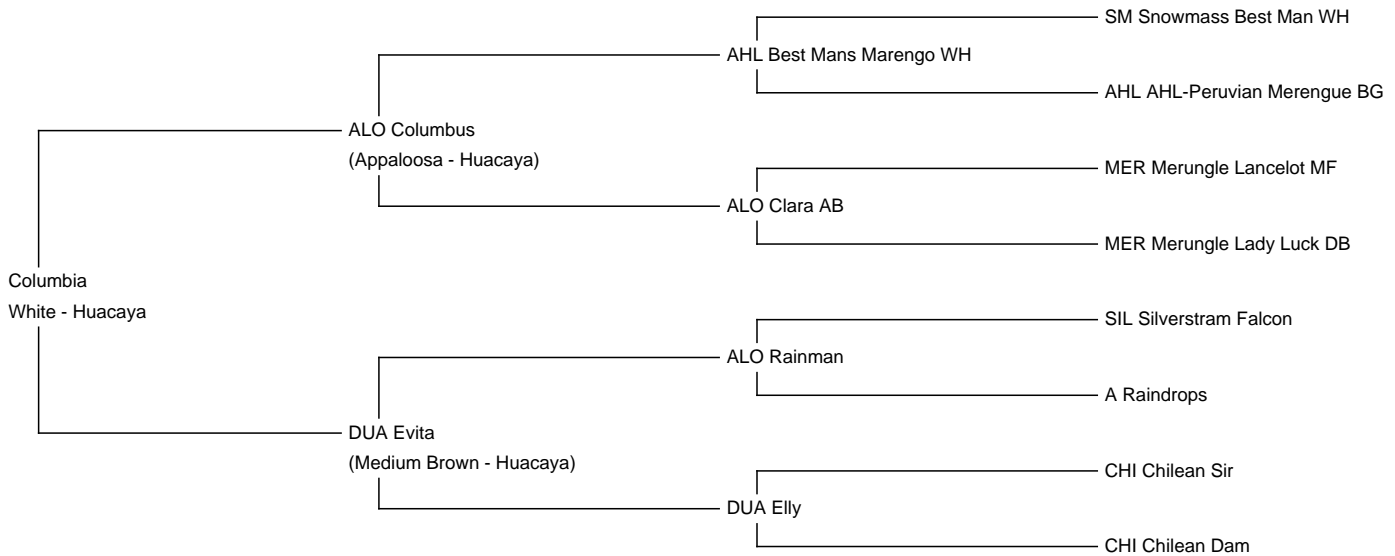 SM Snowmass Best Man WH
AHL Best Mans Marengo WH
AHL AHL-Peruvian Merengue BG
ALO Columbus
(Appaloosa - Huacaya)
MER Merungle Lancelot MF
ALO Clara AB
MER Merungle Lady Luck DB
Columbia
White - Huacaya
SIL Silverstram Falcon
ALO Rainman
A Raindrops
DUA Evita
(Medium Brown - Huacaya)
CHI Chilean Sir
DUA Elly
CHI Chilean Dam